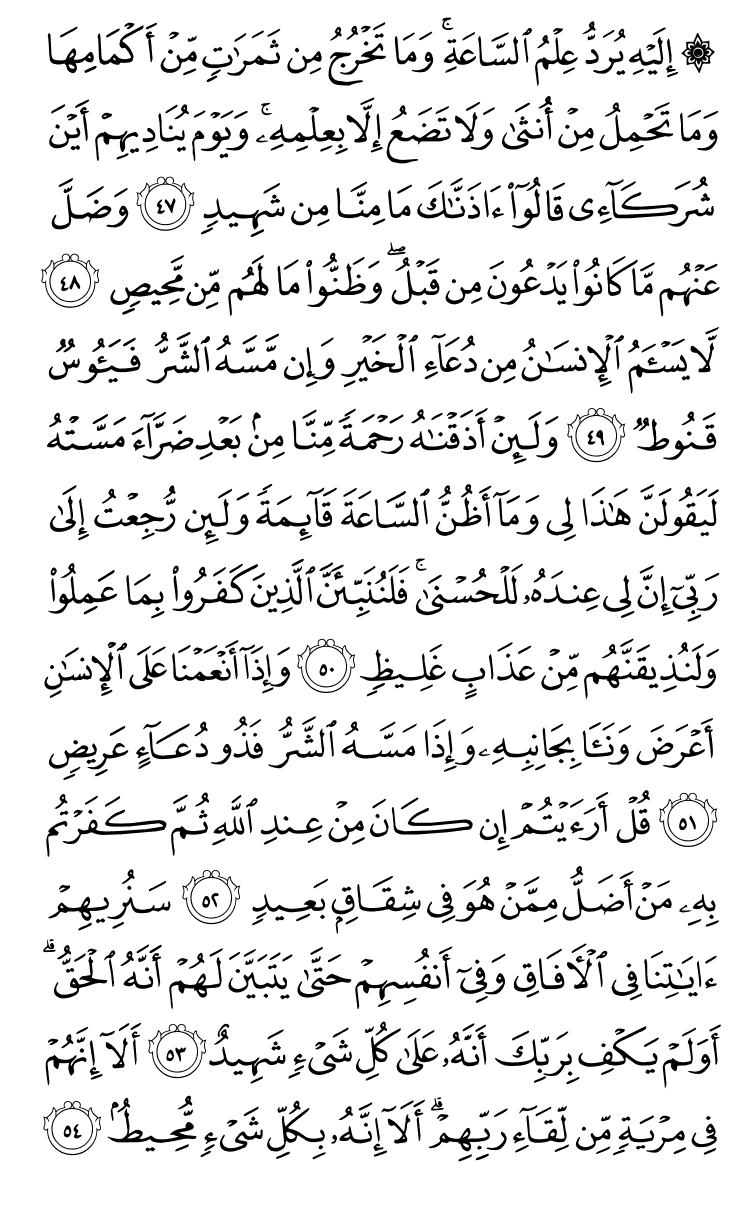 ۞ إِلَيْهِ يُرَدُّ عِلْمُ ٱلسَّاعَةِ ۚ وَمَا تَخْرُجُ مِن ثَمَرَٰتٍ مِّنْ أَكْمَامِهَا
وَمَا تَحْمِلُ مِنْ أُنثَىٰ وَلَا تَضَعُ إِلَّا بِعِلْمِهِۦ ۚ وَيَوْمَ يُنَادِيهِمْ أَيْنَ
شُرَكَآءِى قَالُوٓا۟ ءَاذَنَّـٰكَ مَا مِنَّا مِن شَهِيدٍ ٤٧ وَضَلَّ
عَنْهُم مَّا كَانُوا۟ يَدْعُونَ مِن قَبْلُ ۖ وَظَنُّوا۟ مَا لَهُم مِّن مَّحِيصٍ ٤٨
لَّا يَسْـَٔمُ ٱلْإِنسَـٰنُ مِن دُعَآءِ ٱلْخَيْرِ وَإِن مَّسَّهُ ٱلشَّرُّ فَيَـُٔوسٌ
قَنُوطٌ ٤٩ وَلَئِنْ أَذَقْنَـٰهُ رَحْمَةً مِّنَّا مِنۢ بَعْدِ ضَرَّآءَ مَسَّتْهُ
لَيَقُولَنَّ هَـٰذَا لِى وَمَآ أَظُنُّ ٱلسَّاعَةَ قَآئِمَةً وَلَئِن رُّجِعْتُ إِلَىٰ
رَبِّىٓ إِنَّ لِى عِندَهُۥ لَلْحُسْنَىٰ ۚ فَلَنُنَبِّئَنَّ ٱلَّذِينَ كَفَرُوا۟ بِمَا عَمِلُوا۟
وَلَنُذِيقَنَّهُم مِّنْ عَذَابٍ غَلِيظٍ ٥٠ وَإِذَآ أَنْعَمْنَا عَلَى ٱلْإِنسَـٰنِ
أَعْرَضَ وَنَـَٔا بِجَانِبِهِۦ وَإِذَا مَسَّهُ ٱلشَّرُّ فَذُو دُعَآءٍ عَرِيضٍ
٥١ قُلْ أَرَءَيْتُمْ إِن كَانَ مِنْ عِندِ ٱللَّهِ ثُمَّ كَفَرْتُم
بِهِۦ مَنْ أَضَلُّ مِمَّنْ هُوَ فِى شِقَاقٍۭ بَعِيدٍ ٥٢ سَنُرِيهِمْ
ءَايَـٰتِنَا فِى ٱلْـَٔافَاقِ وَفِىٓ أَنفُسِهِمْ حَتَّىٰ يَتَبَيَّنَ لَهُمْ أَنَّهُ ٱلْحَقُّ ۗ
أَوَلَمْ يَكْفِ بِرَبِّكَ أَنَّهُۥ عَلَىٰ كُلِّ شَىْءٍ شَهِيدٌ ٥٣ أَلَآ إِنَّهُمْ
فِى مِرْيَةٍ مِّن لِّقَآءِ رَبِّهِمْ ۗ أَلَآ إِنَّهُۥ بِكُلِّ شَىْءٍ مُّحِيطٌۢ ٥٤